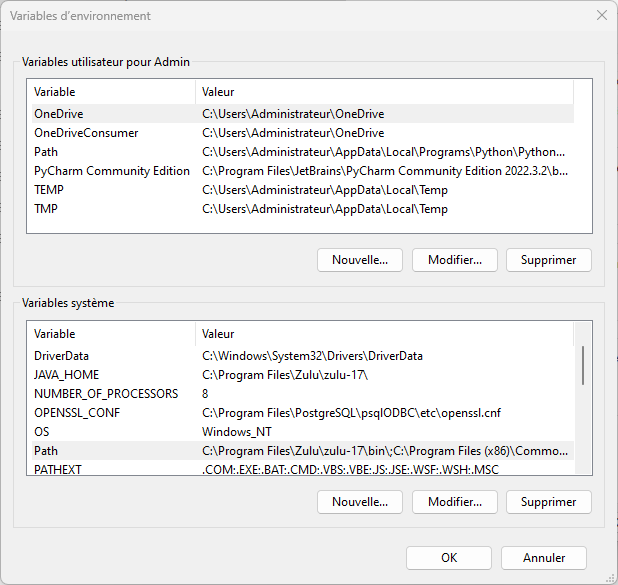 Variables d'environnement
Variables utilisateur pour Admin
Variable Valeur
OneDrive C:\Users\Administrateur\OneDrive
OneDriveConsumer C:\Users\Administrateur\OneDrive
Path C:\Users\Administrateur\AppData\Local\Programs\Python\Python...
PyCharm Community Edition C:\Program Files\JetBrains\PyCharm Community Edition 2022.3.2\b...
TEMP C:\Users\Administrateur\AppData\Local\Temp
TMP C:\Users\Administrateur\AppData\Local\Temp
Nouvelle... Modifier... Supprimer
Variables système
Variable Valeur
DriverData C:\Windows\System32\Drivers\DriverData
JAVA_HOME C:\Program Files\Zulu\zulu-17\
NUMBER_OF_PROCESSORS 8
OPENSSL_CONF C:\Program Files\PostgreSQL\psqlODBC\etc\openssl.cnf
OS Windows_NT
Path C:\Program Files\Zulu\zulu-17\bin\;C:\Program Files (x86)\Commo...
PATHEXT .COM;.EXE;.BAT;.CMD;.VBS;.VBE;.JS;.JSE;.WSF;.WSH;.MSC
Nouvelle... Modifier... Supprimer
OK Annuler